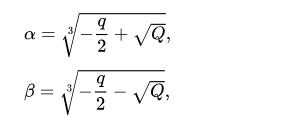 α = ∛(−q/2 + √Q),
β = ∛(−q/2 − √Q),